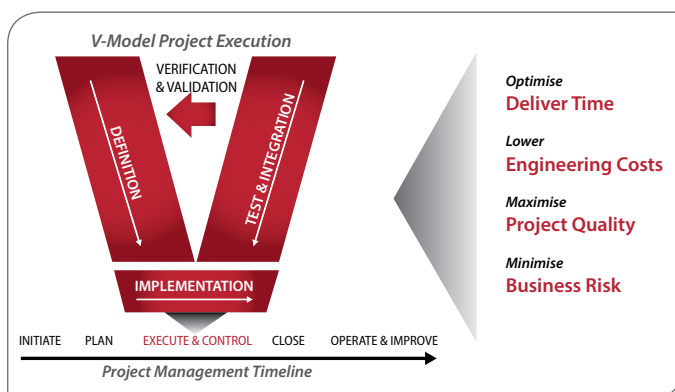 V-Model Project Execution
VERIFICATION
& VALIDATION
DEFINITION
TEST & INTEGRATION
IMPLEMENTATION
INITIATE PLAN EXECUTE & CONTROL CLOSE OPERATE & IMPROVE
Project Management Timeline
Optimise
Deliver Time
Lower
Engineering Costs
Maximise
Project Quality
Minimise
Business Risk